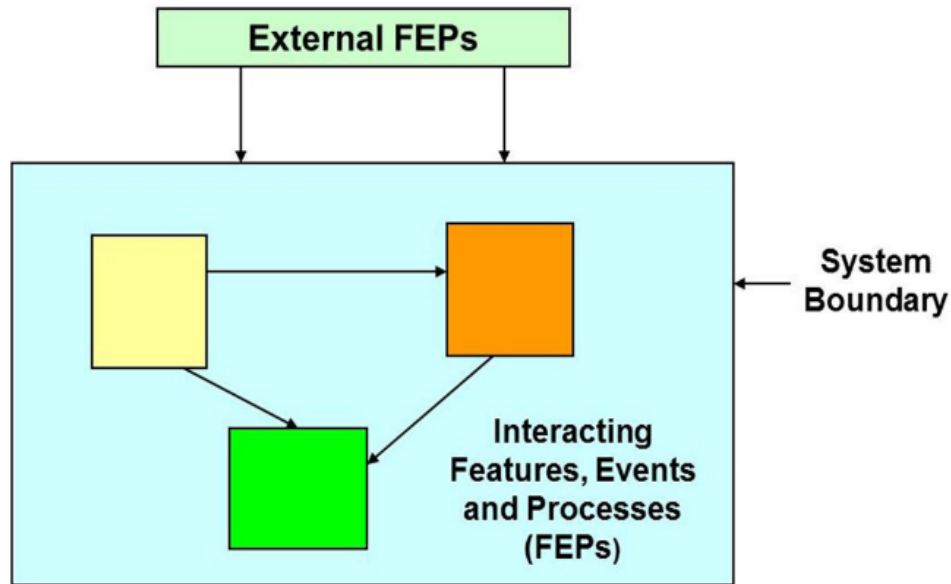 External FEPs
System
Boundary
Interacting
Features, Events
and Processes
(FEPs)